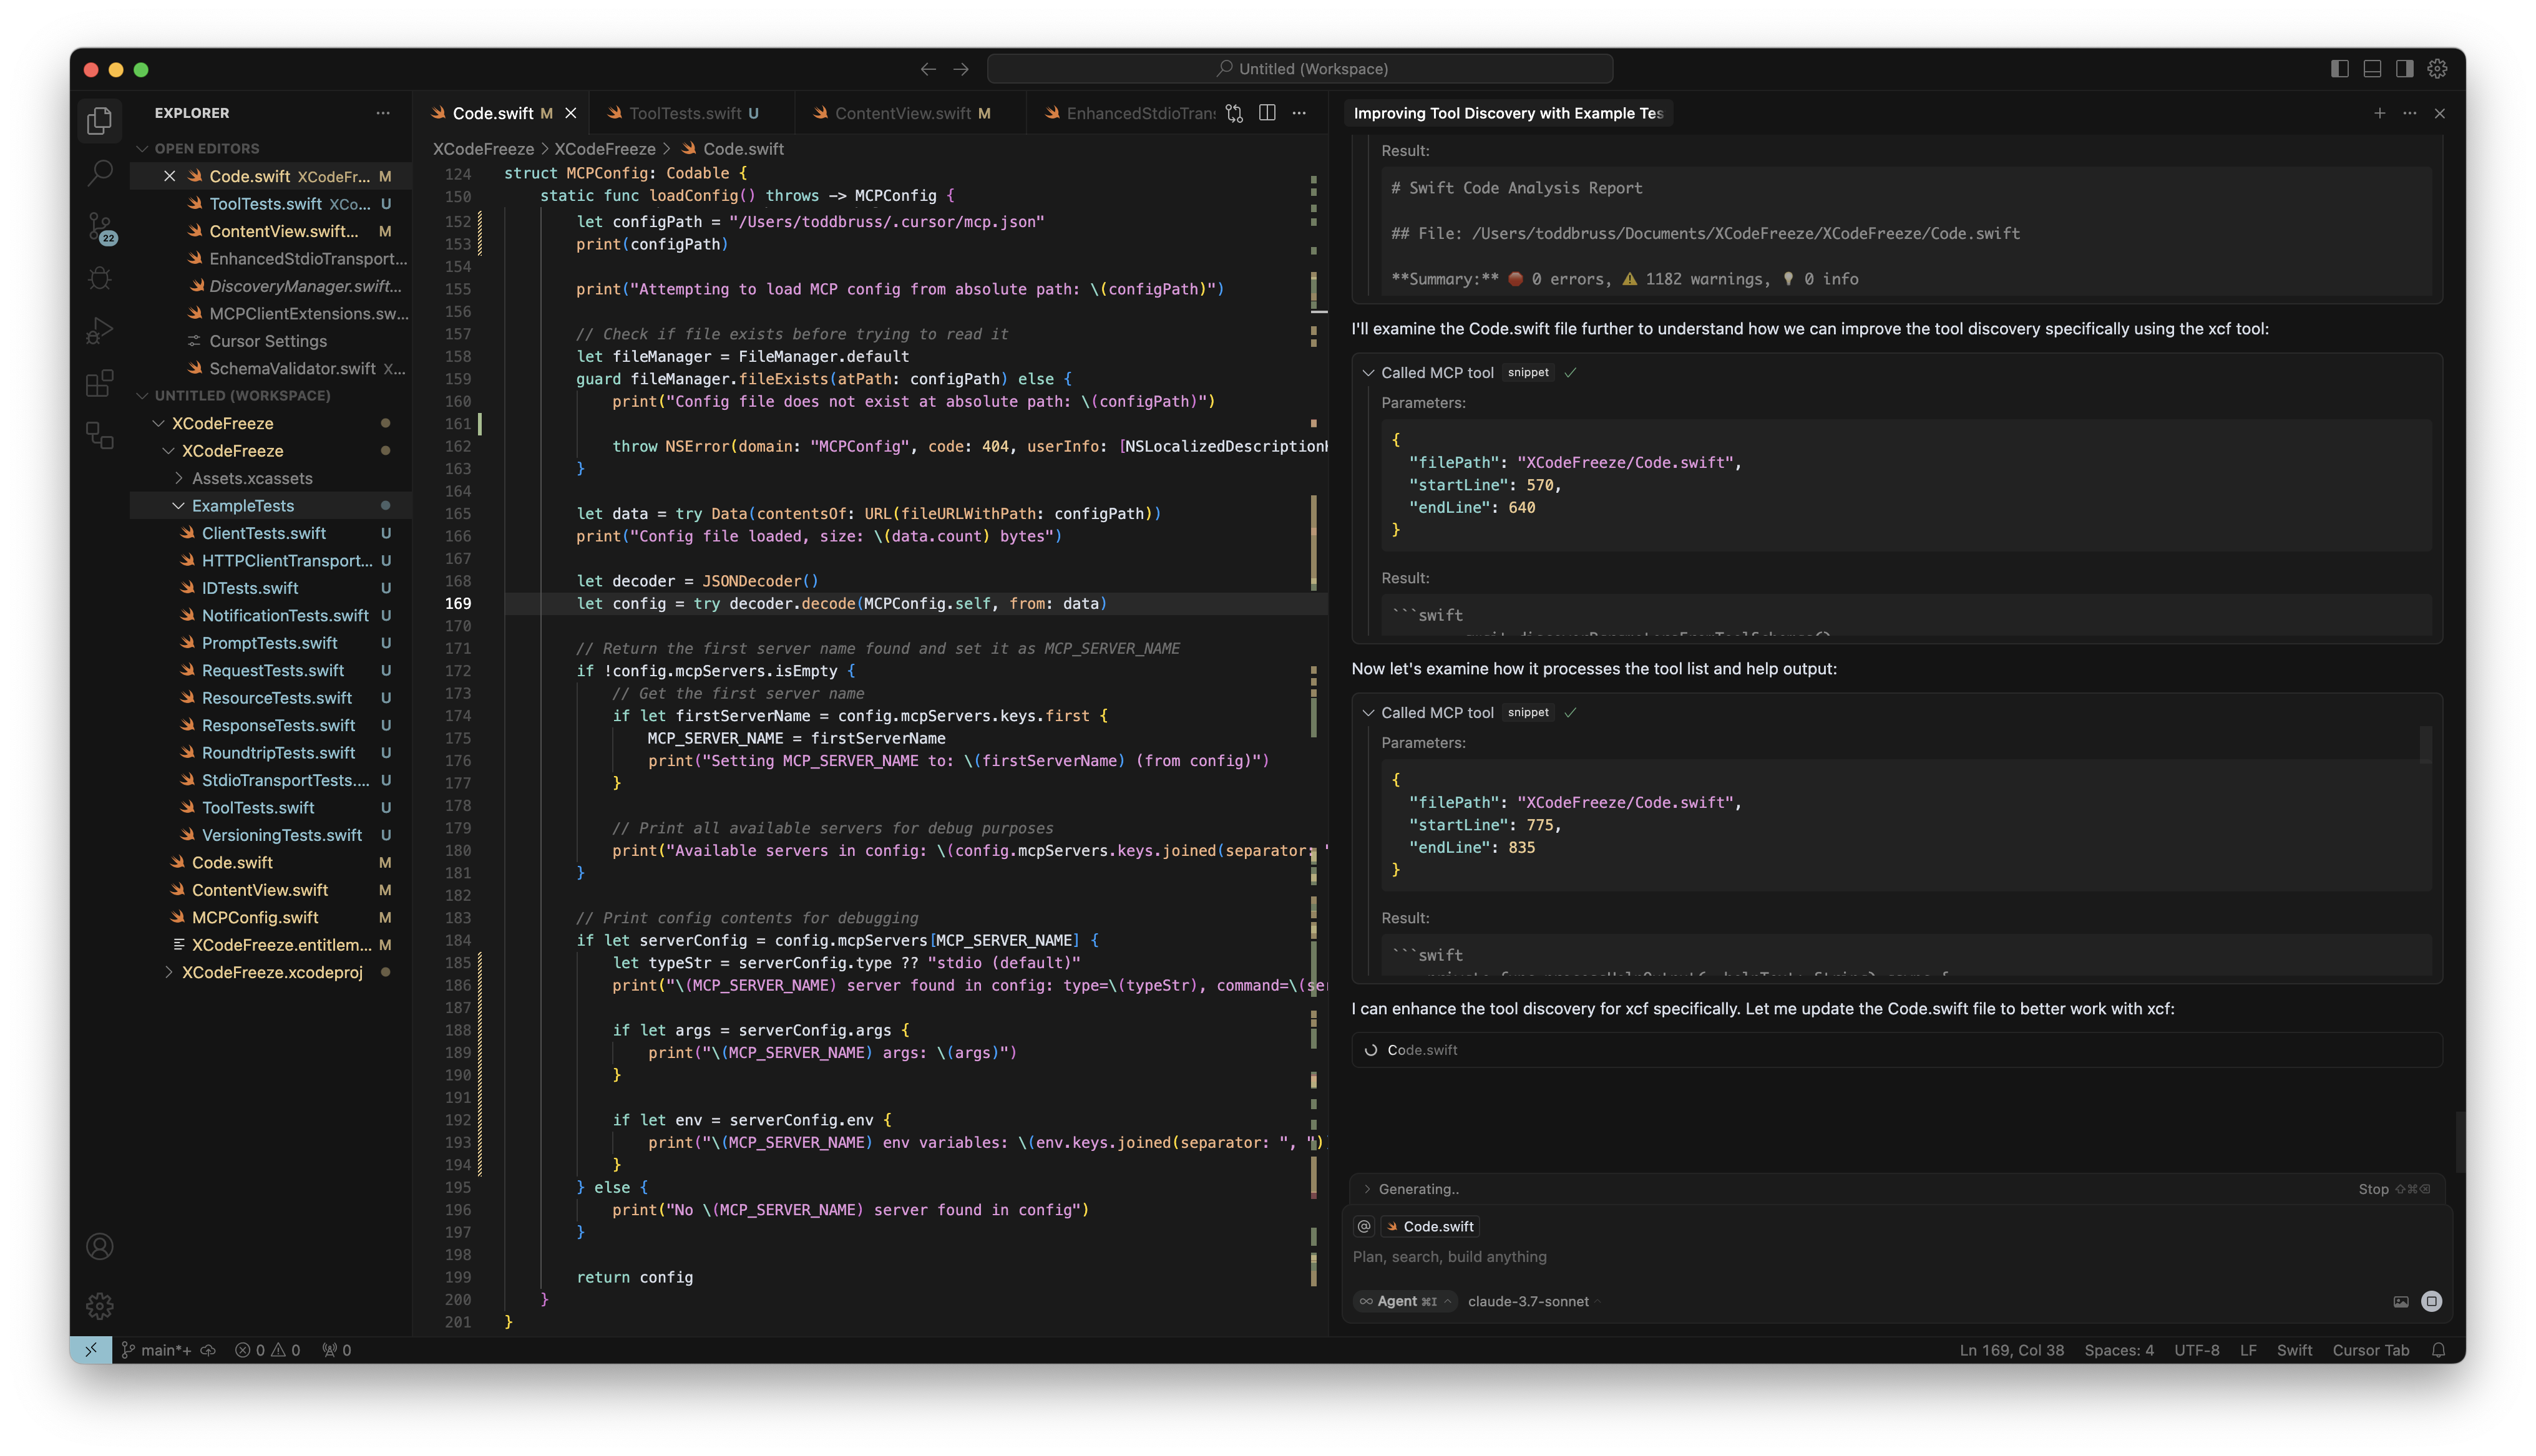 Untitled (Workspace)
EXPLORER
OPEN EDITORS
Code.swift XCodeFr... M
ToolTests.swift XCo... U
ContentView.swift... M
EnhancedStdioTransport...
DiscoveryManager.swift...
MCPClientExtensions.sw...
Cursor Settings
SchemaValidator.swift X...
UNTITLED (WORKSPACE)
XCodeFreeze
XCodeFreeze
Assets.xcassets
ExampleTests
ClientTests.swift U
HTTPClientTransport... U
IDTests.swift U
NotificationTests.swift U
PromptTests.swift U
RequestTests.swift U
ResourceTests.swift U
ResponseTests.swift U
RoundtripTests.swift U
StdioTransportTests.... U
ToolTests.swift U
VersioningTests.swift U
Code.swift M
ContentView.swift M
MCPConfig.swift M
XCodeFreeze.entitlem... M
XCodeFreeze.xcodeproj
22
Code.swift M
ToolTests.swift U
ContentView.swift M
EnhancedStdioTrans
XCodeFreeze > XCodeFreeze > Code.swift
124 struct MCPConfig: Codable {
150 static func loadConfig() throws -> MCPConfig {
152 let configPath = "/Users/toddbruss/.cursor/mcp.json"
153 print(configPath)
154
155 print("Attempting to load MCP config from absolute path: \(configPath)")
156
157 // Check if file exists before trying to read it
158 let fileManager = FileManager.default
159 guard fileManager.fileExists(atPath: configPath) else {
160 print("Config file does not exist at absolute path: \(configPath)")
161
162 throw NSError(domain: "MCPConfig", code: 404, userInfo: [NSLocalizedDescription
163 }
164
165 let data = try Data(contentsOf: URL(fileURLWithPath: configPath))
166 print("Config file loaded, size: \(data.count) bytes")
167
168 let decoder = JSONDecoder()
169 let config = try decoder.decode(MCPConfig.self, from: data)
170
171 // Return the first server name found and set it as MCP_SERVER_NAME
172 if !config.mcpServers.isEmpty {
173 // Get the first server name
174 if let firstServerName = config.mcpServers.keys.first {
175 MCP_SERVER_NAME = firstServerName
176 print("Setting MCP_SERVER_NAME to: \(firstServerName) (from config)")
177 }
178
179 // Print all available servers for debug purposes
180 print("Available servers in config: \(config.mcpServers.keys.joined(separator: "
181 }
182
183 // Print config contents for debugging
184 if let serverConfig = config.mcpServers[MCP_SERVER_NAME] {
185 let typeStr = serverConfig.type ?? "stdio (default)"
186 print("\(MCP_SERVER_NAME) server found in config: type=\(typeStr), command=\(se
187
188 if let args = serverConfig.args {
189 print("\(MCP_SERVER_NAME) args: \(args)")
190 }
191
192 if let env = serverConfig.env {
193 print("\(MCP_SERVER_NAME) env variables: \(env.keys.joined(separator: ", ")
194 }
195 } else {
196 print("No \(MCP_SERVER_NAME) server found in config")
197 }
198
199 return config
200 }
201 }
Improving Tool Discovery with Example Tes
Result:
# Swift Code Analysis Report
## File: /Users/toddbruss/Documents/XCodeFreeze/XCodeFreeze/Code.swift
**Summary:** 🛑 0 errors, ⚠️ 1182 warnings, 💡 0 info
I'll examine the Code.swift file further to understand how we can improve the tool discovery specifically using the xcf tool:
Called MCP tool snippet ✓
Parameters:
{
"filePath": "XCodeFreeze/Code.swift",
"startLine": 570,
"endLine": 640
}
Result:
```swift
await discoverParametersFromToolSchemas()
Now let's examine how it processes the tool list and help output:
Called MCP tool snippet ✓
Parameters:
{
"filePath": "XCodeFreeze/Code.swift",
"startLine": 775,
"endLine": 835
}
Result:
```swift
private func processHelpOutput(_ helpText: String) async {
I can enhance the tool discovery for xcf specifically. Let me update the Code.swift file to better work with xcf:
Code.swift
Generating..
Stop ⇧⌘⌫
@ Code.swift
Plan, search, build anything
∞ Agent ⌘I
claude-3.7-sonnet
main*+
0 0
0
Ln 169, Col 38
Spaces: 4
UTF-8
LF
Swift
Cursor Tab